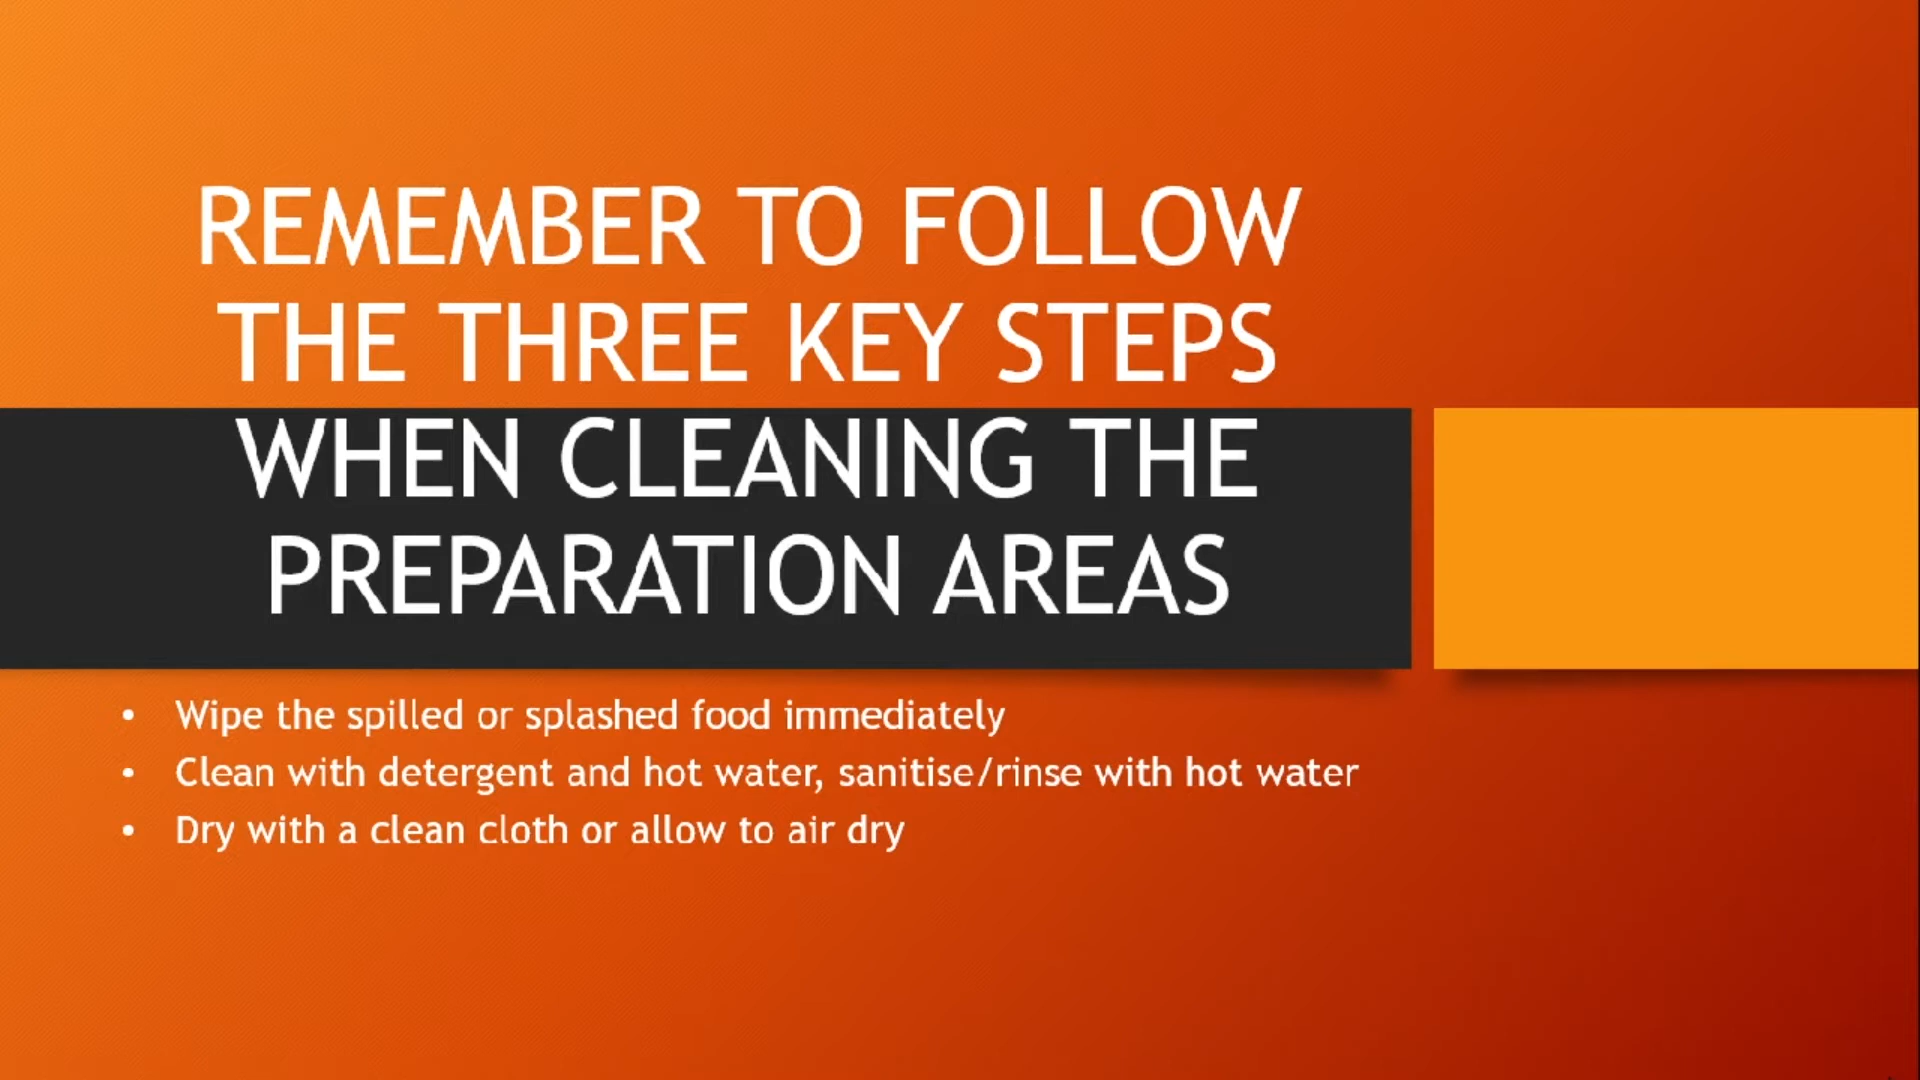 REMEMBER TO FOLLOW
THE THREE KEY STEPS
WHEN CLEANING THE
PREPARATION AREAS
• Wipe the spilled or splashed food immediately
• Clean with detergent and hot water, sanitise/rinse with hot water
• Dry with a clean cloth or allow to air dry